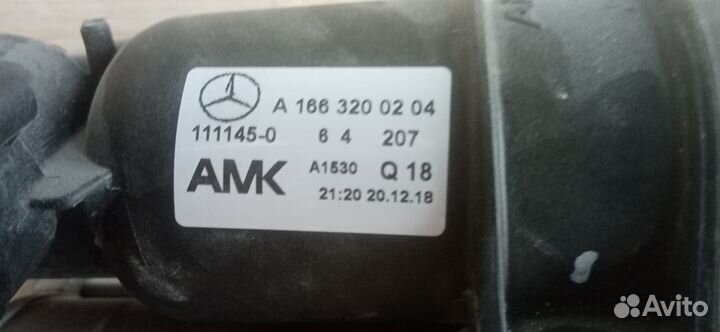 A 166 320 02 04
111145-0 6 4 207
AMK A1530 Q 18
21:20 20.12.18
Avito